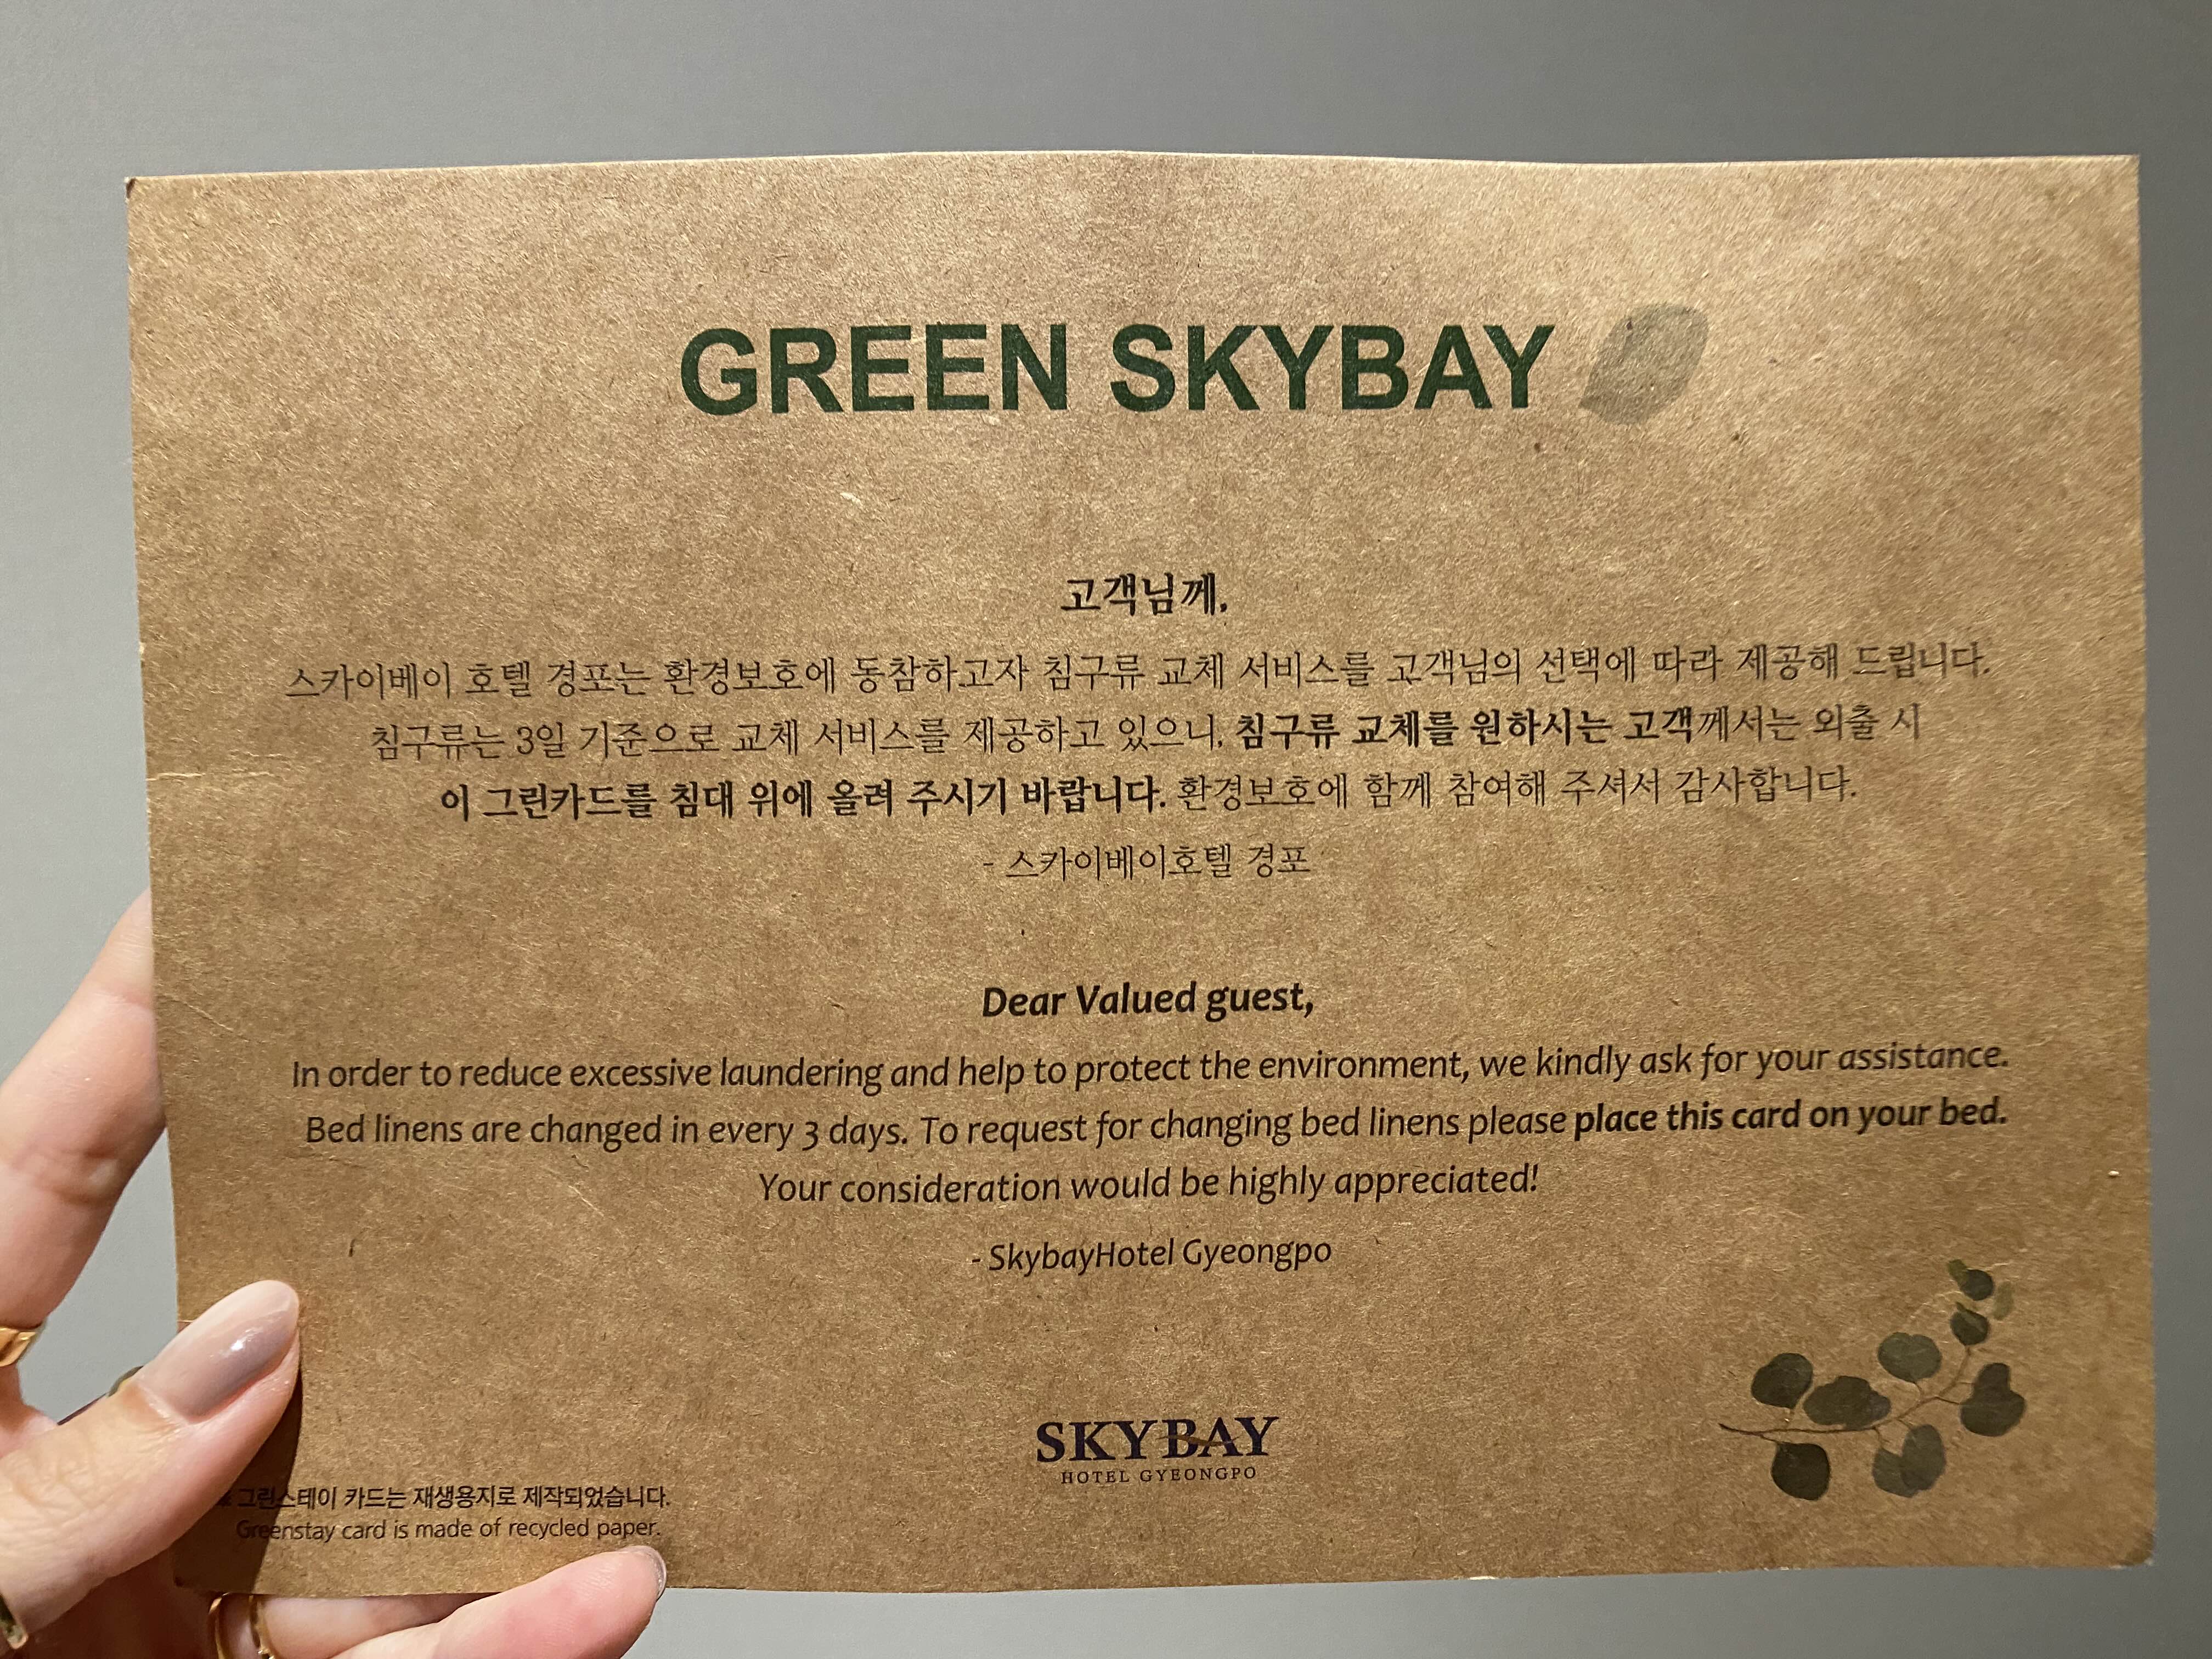 GREEN SKYBAY
고객님께,
스카이베이 호텔 경포는 환경보호에 동참하고자 침구류 교체 서비스를 고객님의 선택에 따라 제공해 드립니다.
침구류는 3일 기준으로 교체 서비스를 제공하고 있으니, 침구류 교체를 원하시는 고객께서는 외출 시
이 그린카드를 침대 위에 올려 주시기 바랍니다. 환경보호에 함께 참여해 주셔서 감사합니다.
- 스카이베이호텔 경포
Dear Valued guest,
In order to reduce excessive laundering and help to protect the environment, we kindly ask for your assistance.
Bed linens are changed in every 3 days. To request for changing bed linens please place this card on your bed.
Your consideration would be highly appreciated!
- SkybayHotel Gyeongpo
SKYBAY
HOTEL GYEONGPO
※ 그린스테이 카드는 재생용지로 제작되었습니다.
Greenstay card is made of recycled paper.